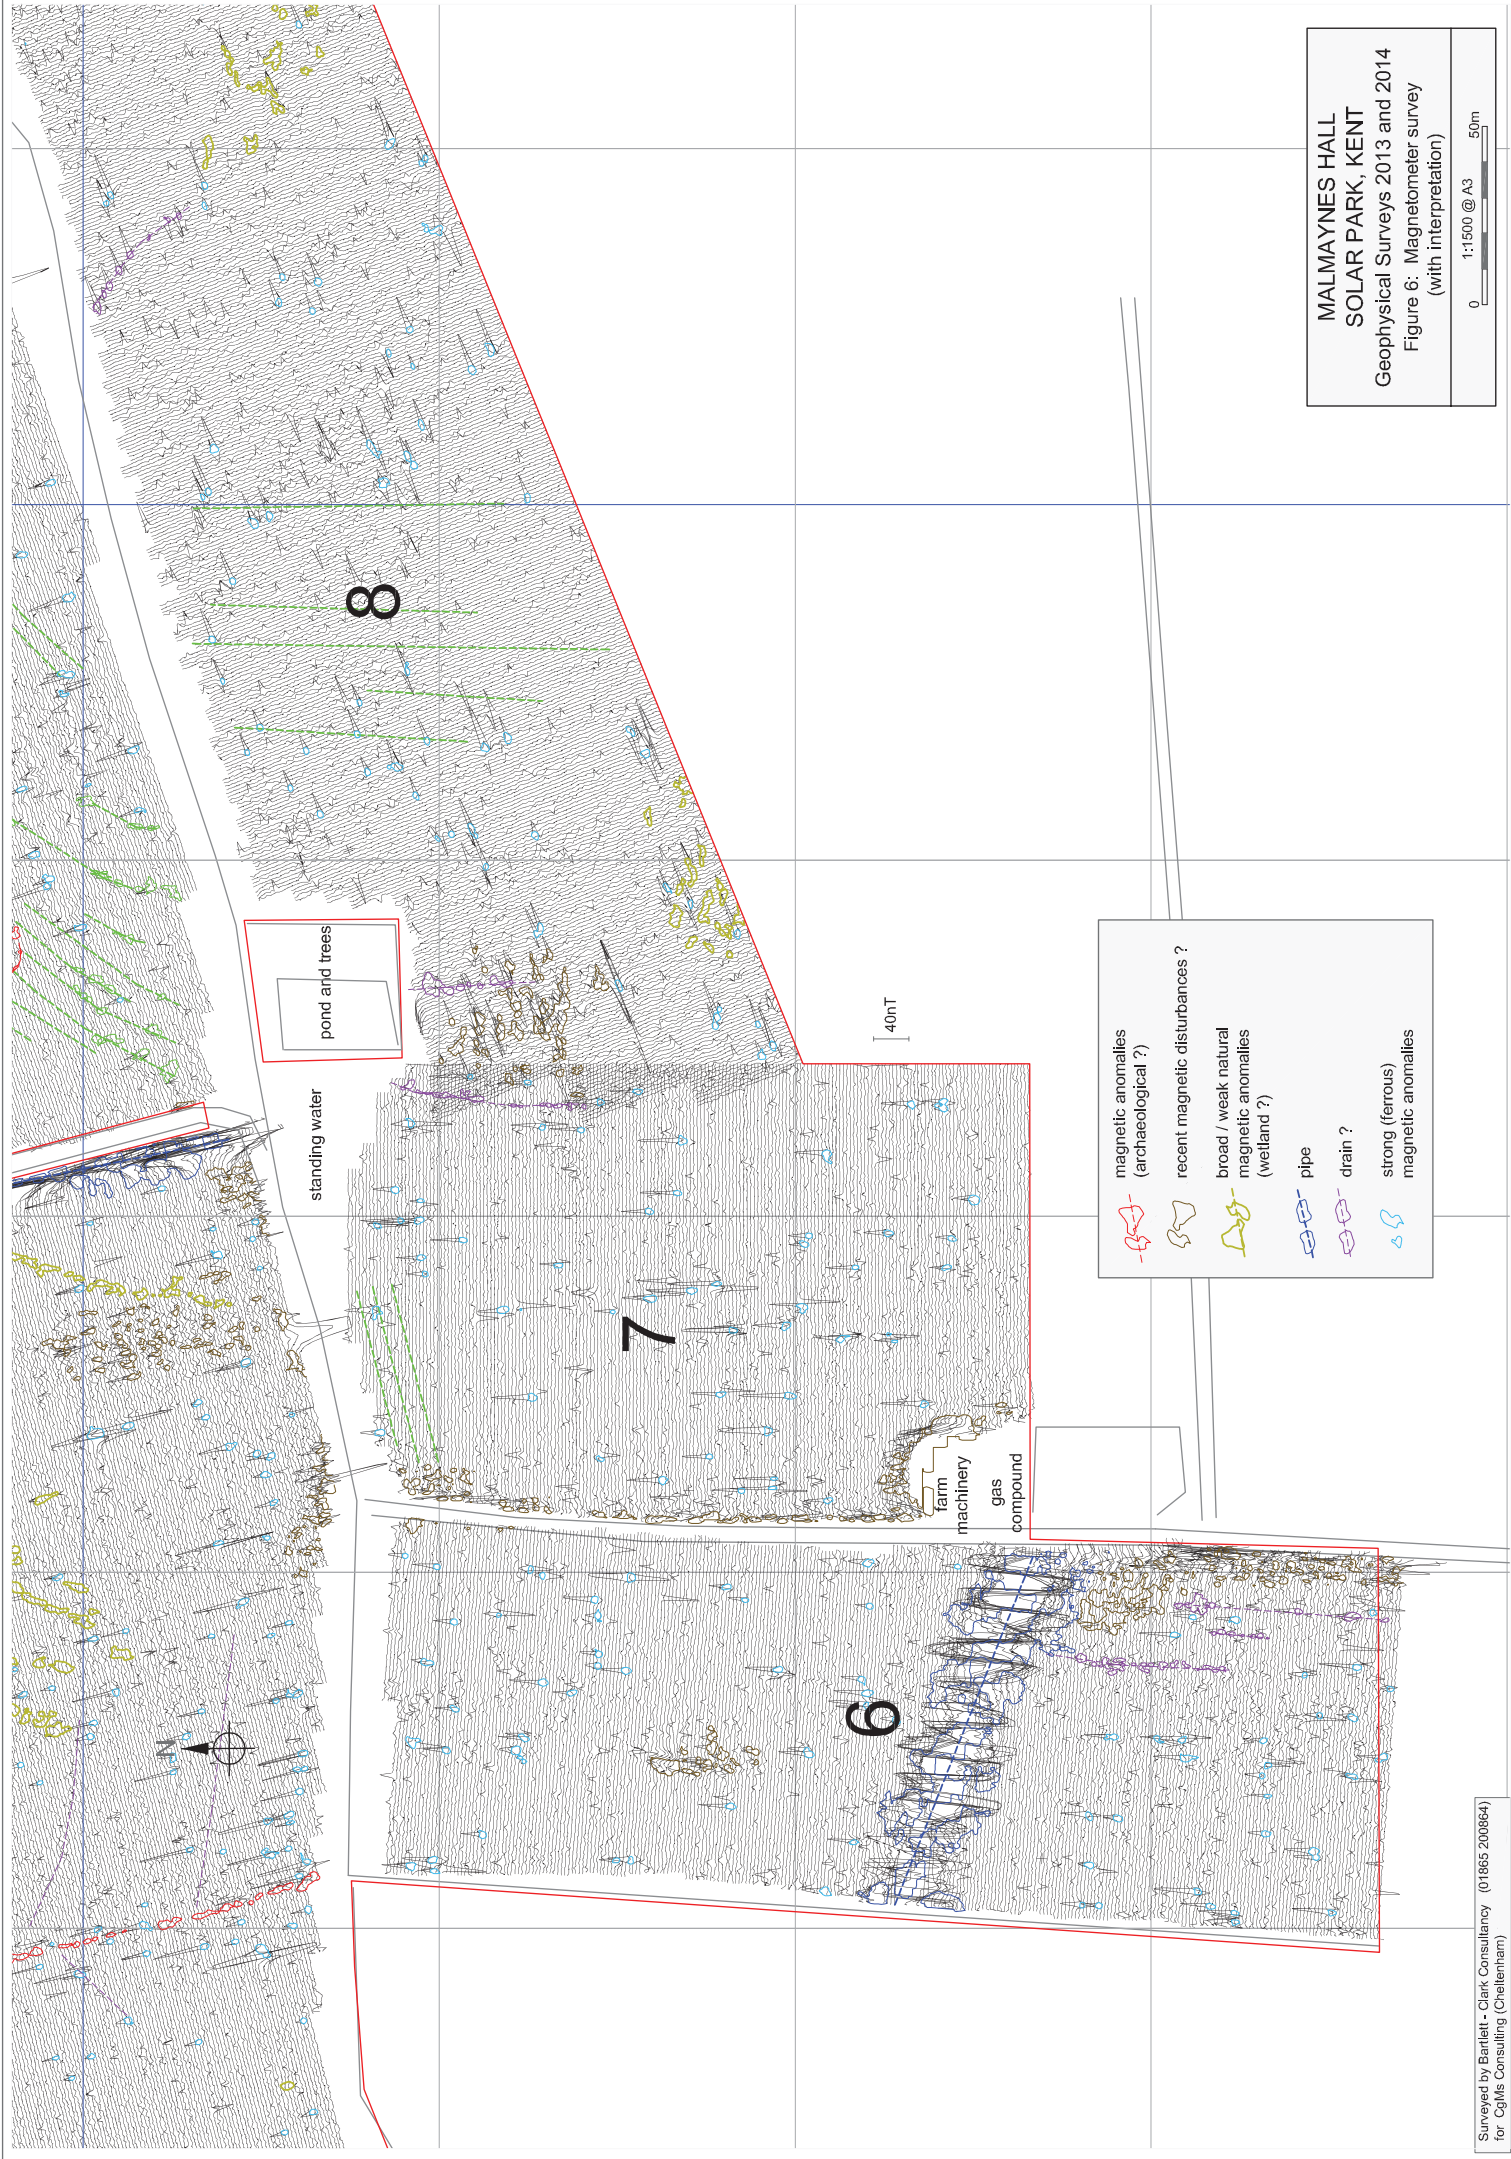 MALMAYNES HALL
SOLAR PARK, KENT
Geophysical Surveys 2013 and 2014
Figure 6: Magnetometer survey
(with interpretation)
0 1:1500 @ A3 50m
8
pond and trees
standing water
40nT
7
farm
machinery
gas
compound
6
N
magnetic anomalies
(archaeological ?)
recent magnetic disturbances ?
broad / weak natural
magnetic anomalies
(wetland ?)
pipe
drain ?
strong (ferrous)
magnetic anomalies
Surveyed by Bartlett - Clark Consultancy (01865 200864)
for CgMs Consulting (Cheltenham)